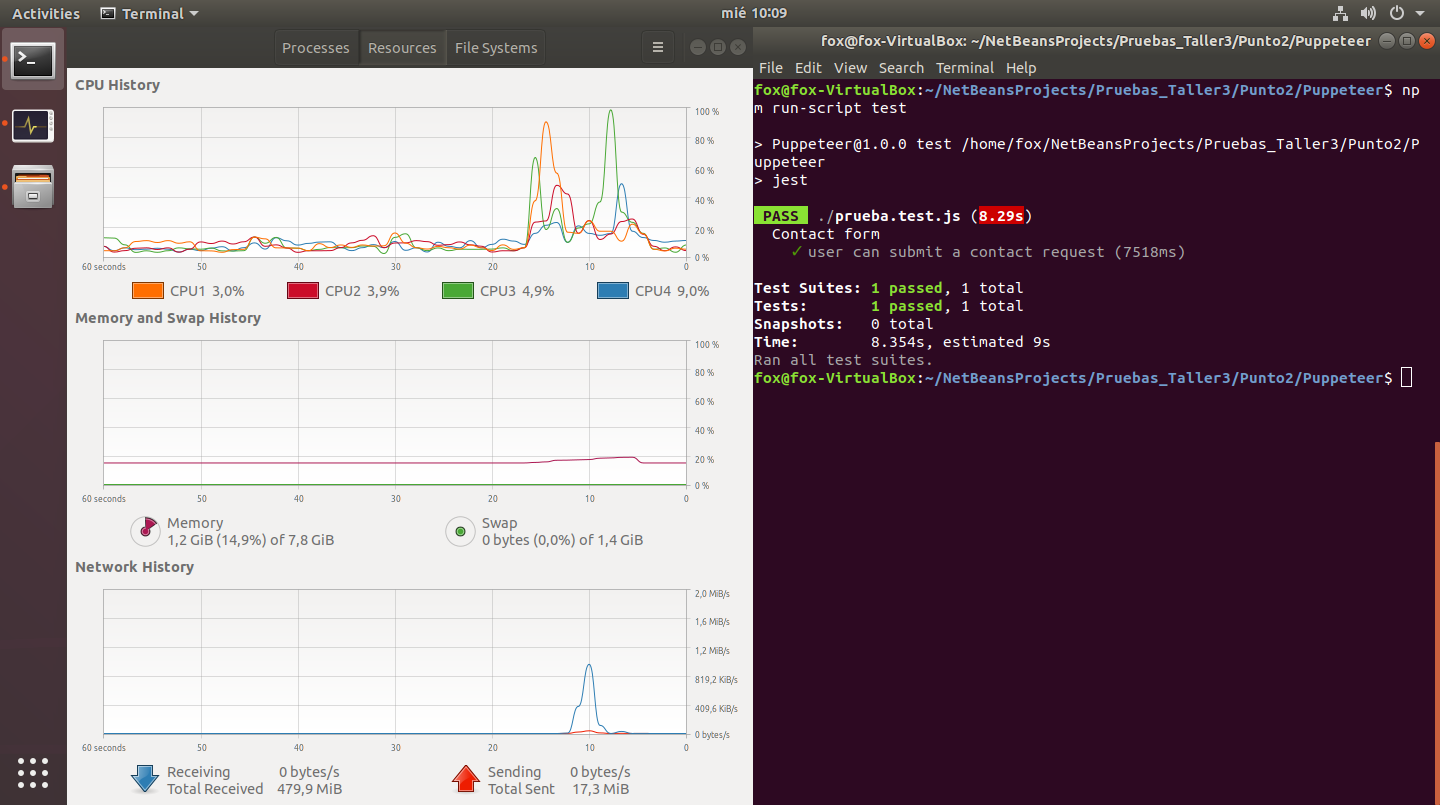 Activities
Terminal
mié 10:09
Processes
Resources
File Systems
CPU History
100 %
80 %
60 %
40 %
20 %
0 %
60 seconds 50 40 30 20 10 0
CPU1 3,0%
CPU2 3,9%
CPU3 4,9%
CPU4 9,0%
Memory and Swap History
100 %
80 %
60 %
40 %
20 %
0 %
60 seconds 50 40 30 20 10 0
Memory
1,2 GiB (14,9%) of 7,8 GiB
Swap
0 bytes (0,0%) of 1,4 GiB
Network History
2,0 MiB/s
1,6 MiB/s
1,2 MiB/s
819,2 KiB/s
409,6 KiB/s
0 bytes/s
60 seconds 50 40 30 20 10 0
Receiving 0 bytes/s
Total Received 479,9 MiB
Sending 0 bytes/s
Total Sent 17,3 MiB
fox@fox-VirtualBox: ~/NetBeansProjects/Pruebas_Taller3/Punto2/Puppeteer
File Edit View Search Terminal Help
fox@fox-VirtualBox:~/NetBeansProjects/Pruebas_Taller3/Punto2/Puppeteer$ np
m run-script test
> Puppeteer@1.0.0 test /home/fox/NetBeansProjects/Pruebas_Taller3/Punto2/P
uppeteer
> jest
PASS ./prueba.test.js (8.29s)
Contact form
✓ user can submit a contact request (7518ms)
Test Suites: 1 passed, 1 total
Tests: 1 passed, 1 total
Snapshots: 0 total
Time: 8.354s, estimated 9s
Ran all test suites.
fox@fox-VirtualBox:~/NetBeansProjects/Pruebas_Taller3/Punto2/Puppeteer$